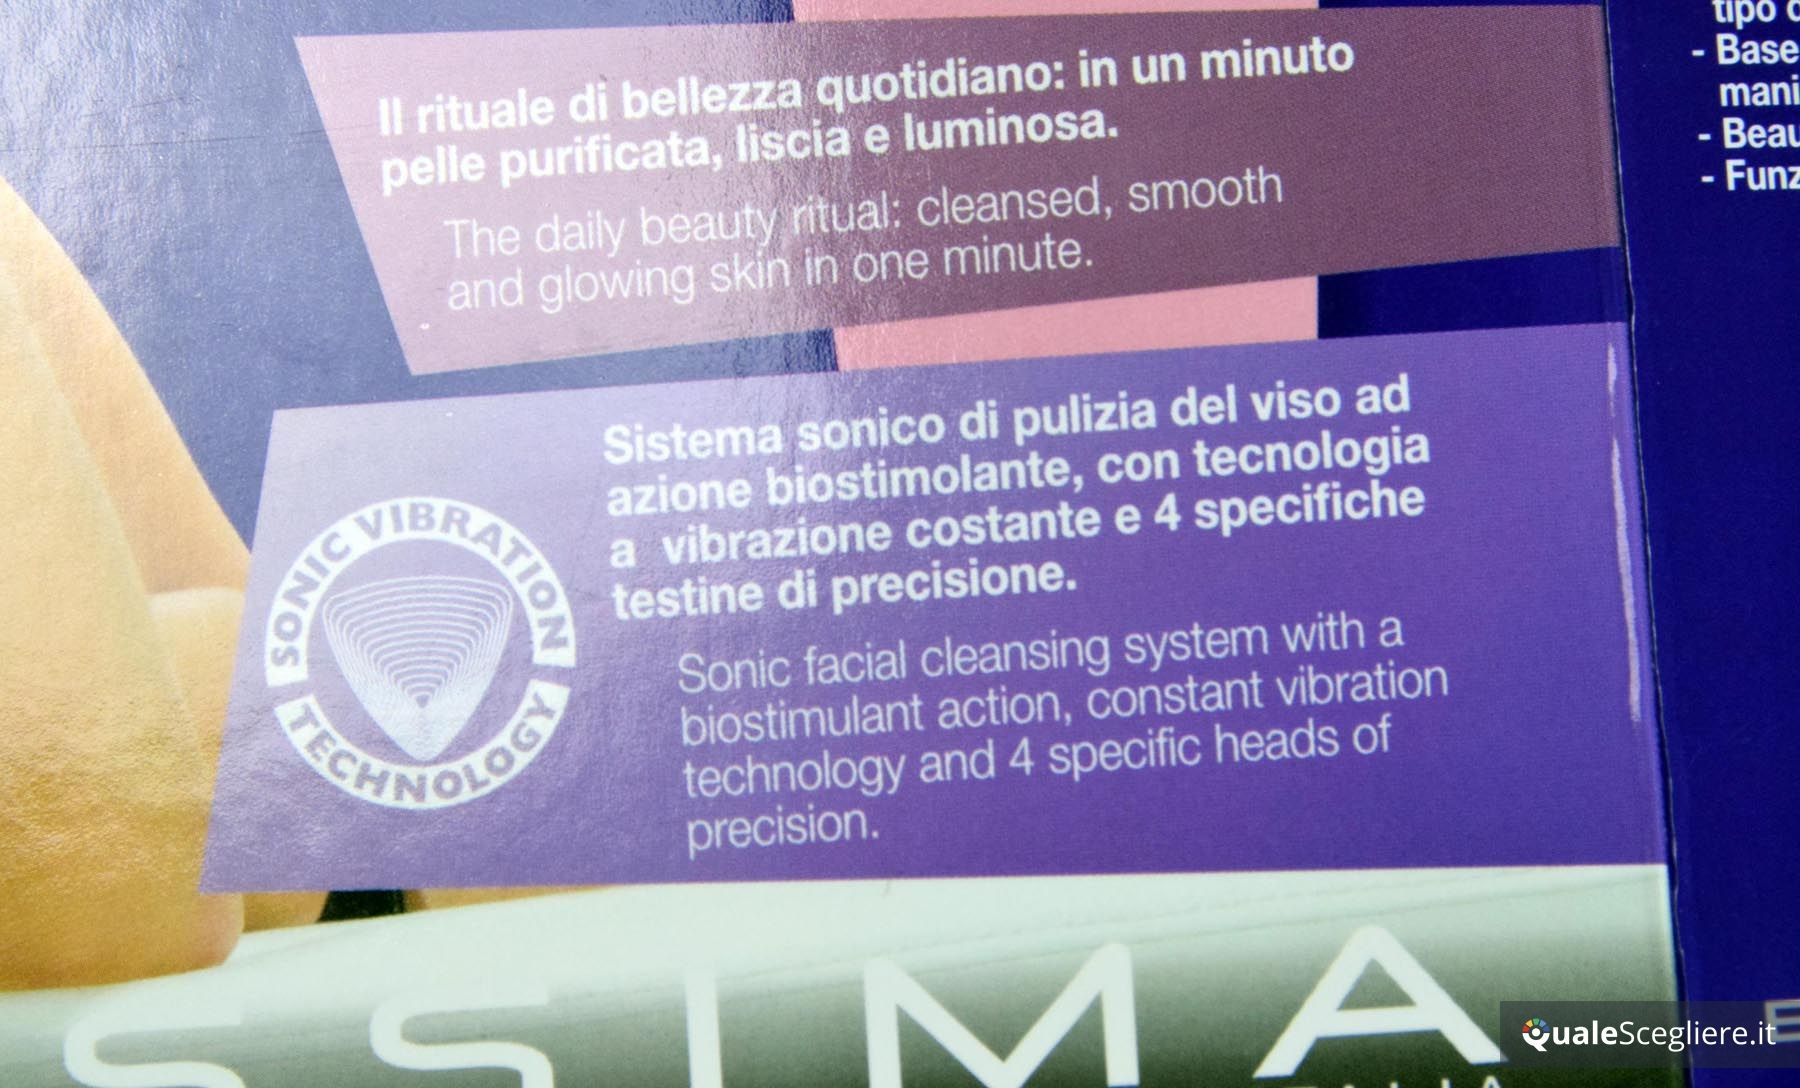 Il rituale di bellezza quotidiano: in un minuto
pelle purificata, liscia e luminosa.
The daily beauty ritual: cleansed, smooth
and glowing skin in one minute.
SONIC VIBRATION
TECHNOLOGY
Sistema sonico di pulizia del viso ad
azione biostimolante, con tecnologia
a vibrazione costante e 4 specifiche
testine di precisione.
Sonic facial cleansing system with a
biostimulant action, constant vibration
technology and 4 specific heads of
precision.
SSIMA
tipo
- Base
mani
- Beau
- Funz
QualeScegliere.it